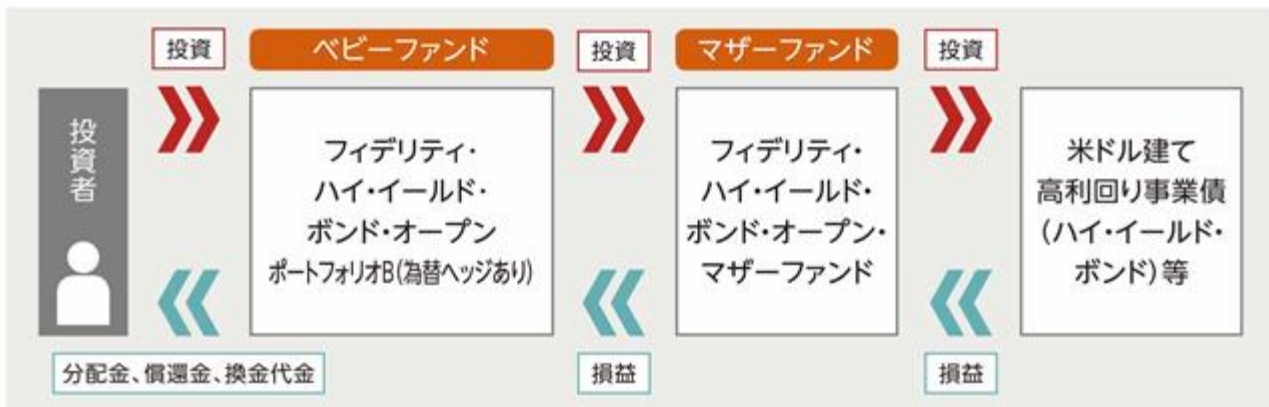 投資
ベビーファンド
投資
マザーファンド
投資
投資者
フィデリティ・
ハイ・イールド・
ボンド・オープン
ポートフォリオB(為替ヘッジあり)
フィデリティ・
ハイ・イールド・
ボンド・オープン・
マザーファンド
米ドル建て
高利回り事業債
(ハイ・イールド・
ボンド)等
分配金、償還金、換金代金
損益
損益